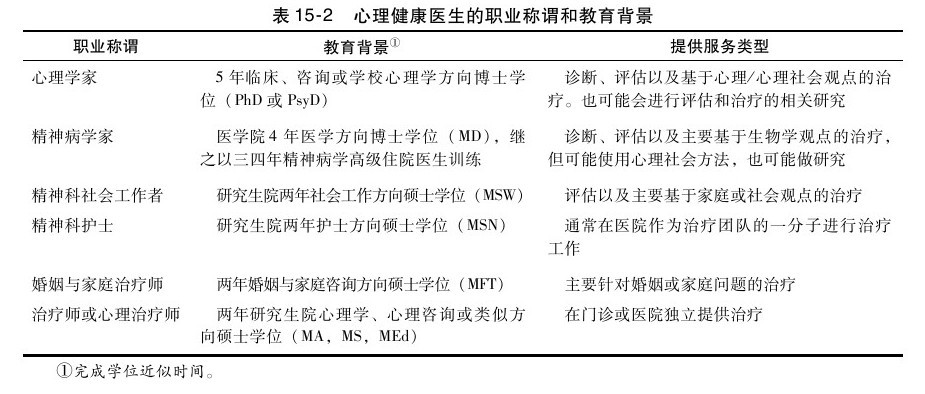 表 15-2 心理健康医生的职业称谓和教育背景
职业称谓 教育背景① 提供服务类型
心理学家 5 年临床、咨询或学校心理学方向博士学 诊断、评估以及基于心理/心理社会观点的治
位（PhD 或 PsyD） 疗。也可能会进行评估和治疗的相关研究
精神病学家 医学院 4 年医学方向博士学位（MD），继 诊断、评估以及主要基于生物学观点的治疗，
之以三四年精神病学高级住院医生训练 但可能使用心理社会方法，也可能做研究
精神科社会工作者 研究生院两年社会工作方向硕士学位（MSW） 评估以及主要基于家庭或社会观点的治疗
精神科护士 研究生院两年护士方向硕士学位（MSN） 通常在医院作为治疗团队的一分子进行治疗
工作
婚姻与家庭治疗师 两年婚姻与家庭咨询方向硕士学位（MFT） 主要针对婚姻或家庭问题的治疗
治疗师或心理治疗师 两年研究生院心理学、心理咨询或类似方 在门诊或医院独立提供治疗
向硕士学位（MA，MS，MEd）
①完成学位近似时间。